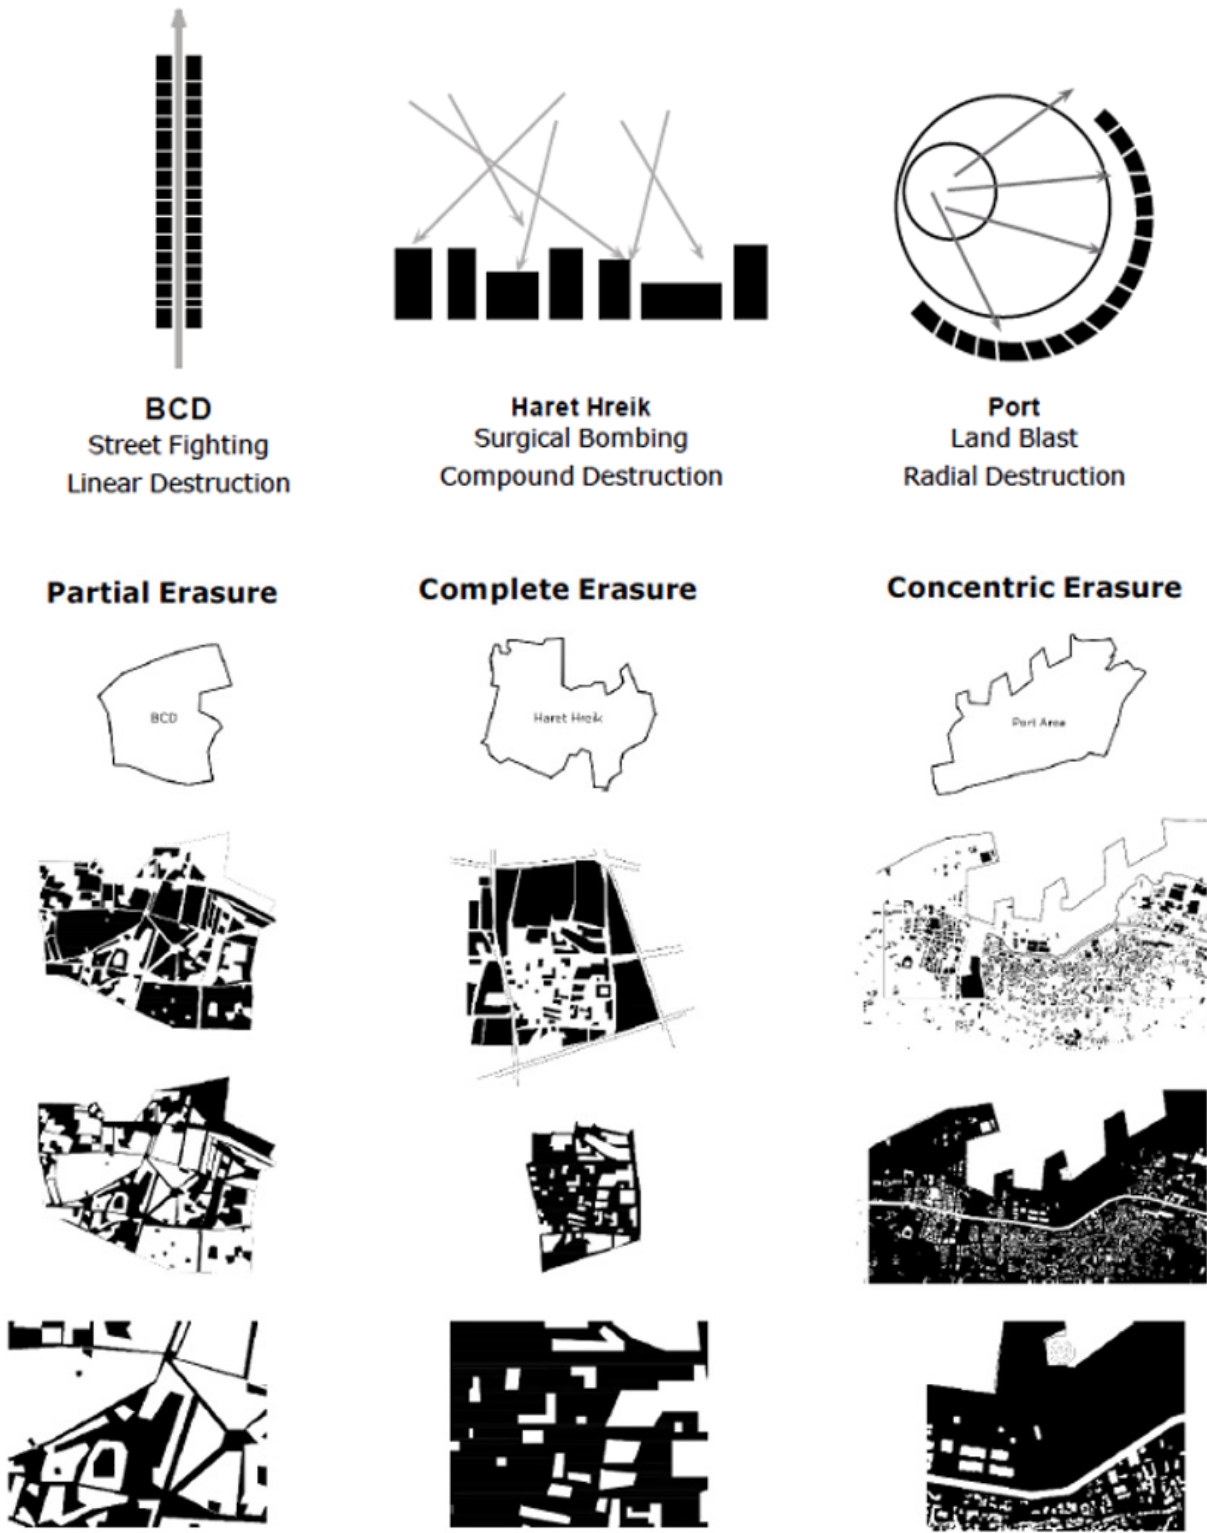 BCD
Street Fighting
Linear Destruction
Haret Hreik
Surgical Bombing
Compound Destruction
Port
Land Blast
Radial Destruction
Partial Erasure
Complete Erasure
Concentric Erasure
BCD
Haret Hreik
Port Area